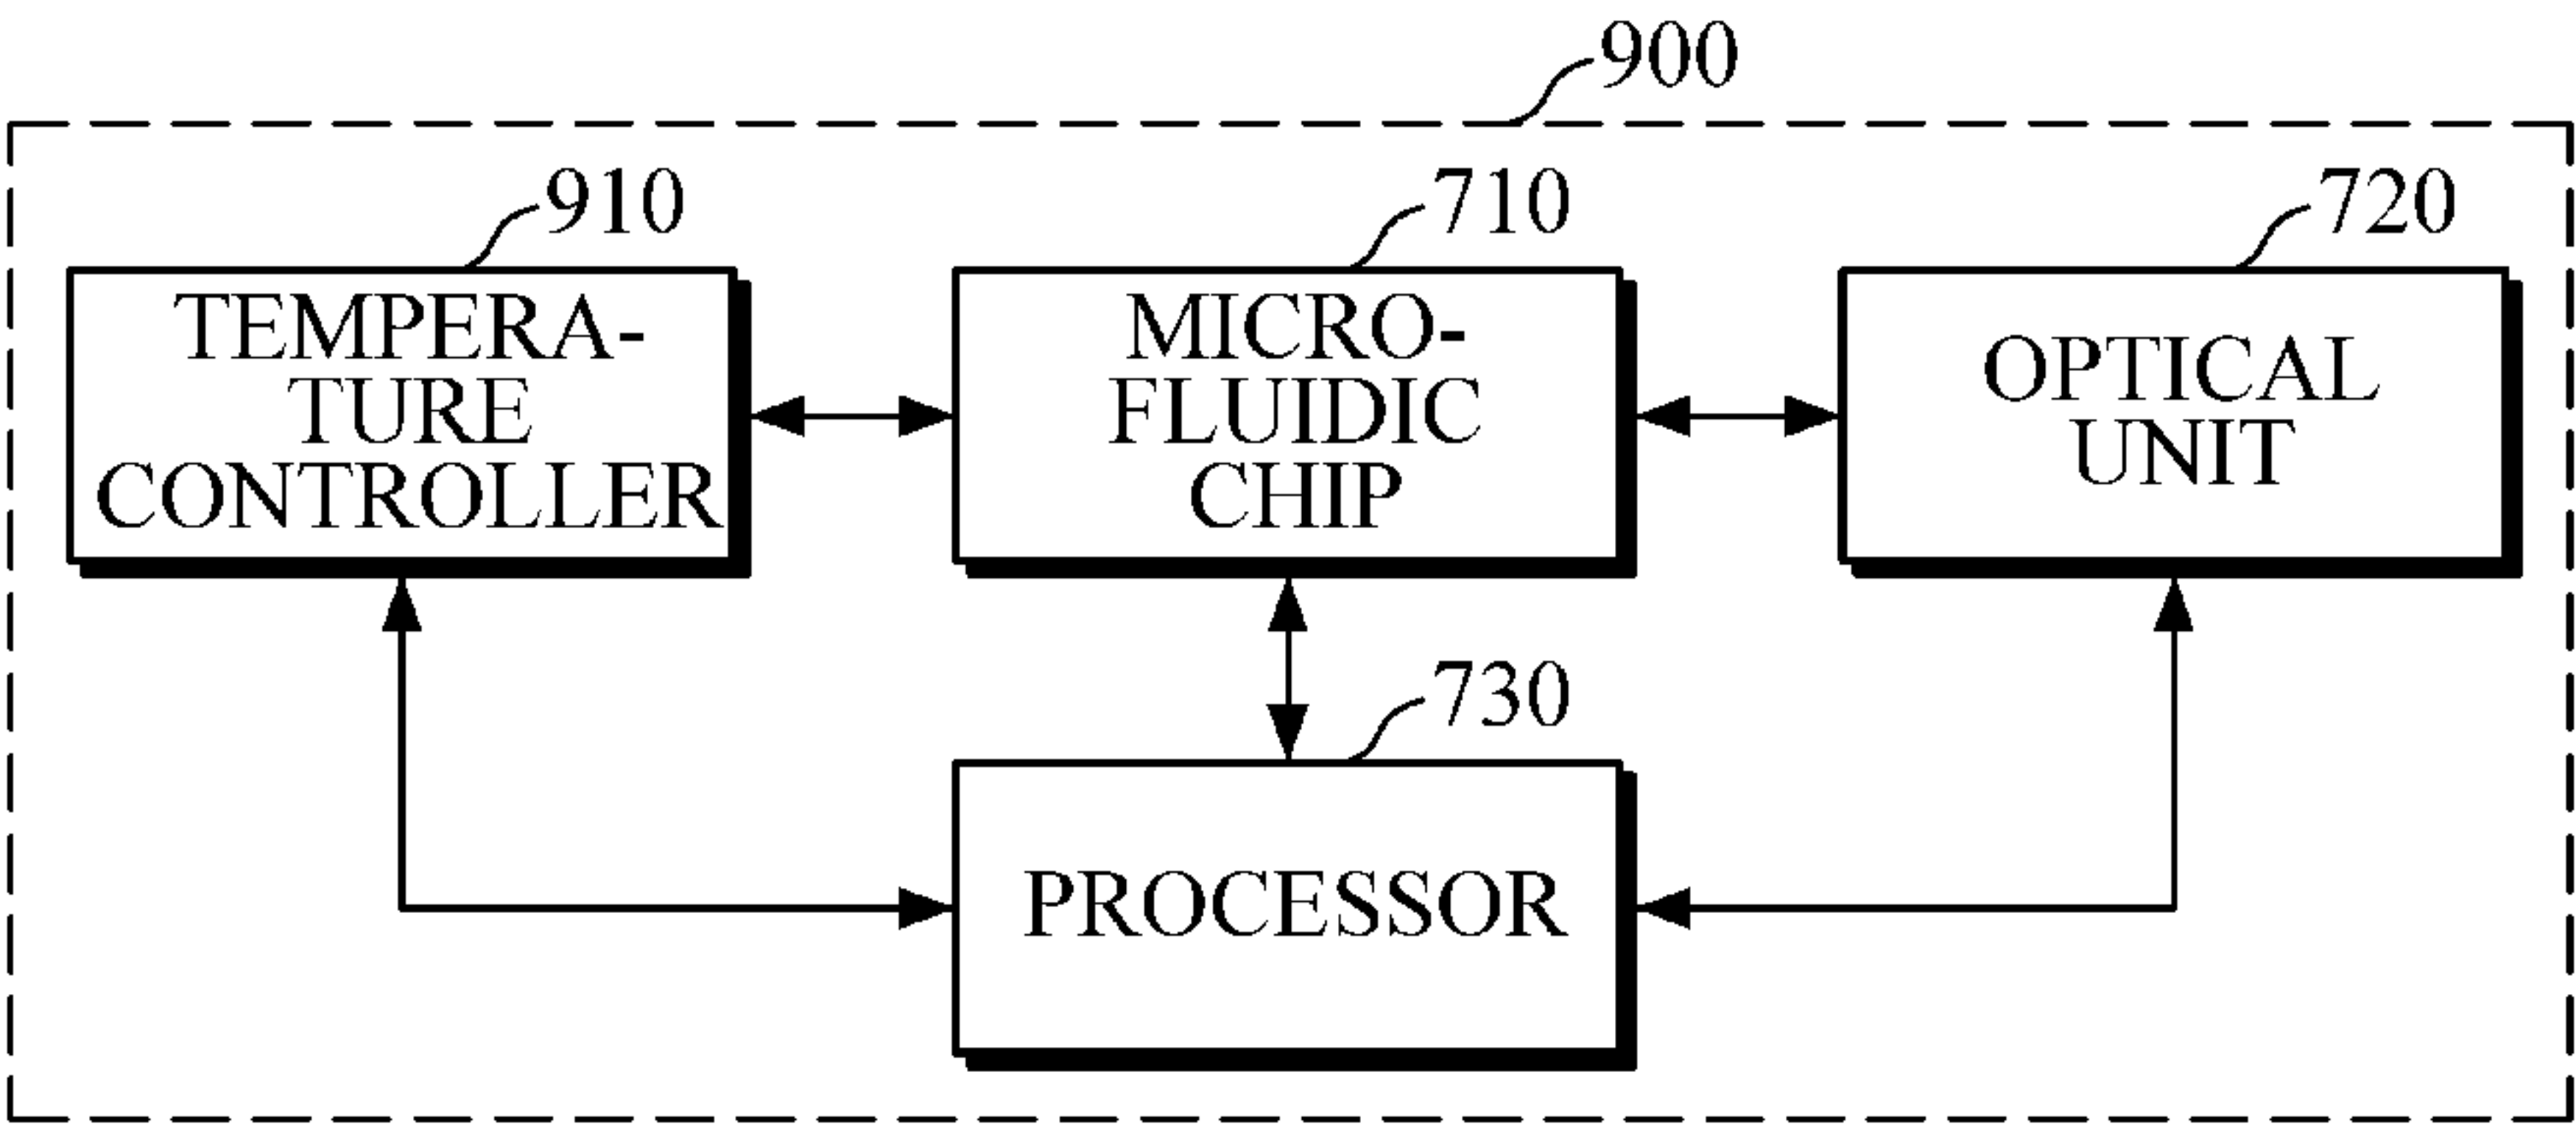 900
910
TEMPERA-
TURE
CONTROLLER
710
MICRO-
FLUIDIC
CHIP
720
OPTICAL
UNIT
730
PROCESSOR